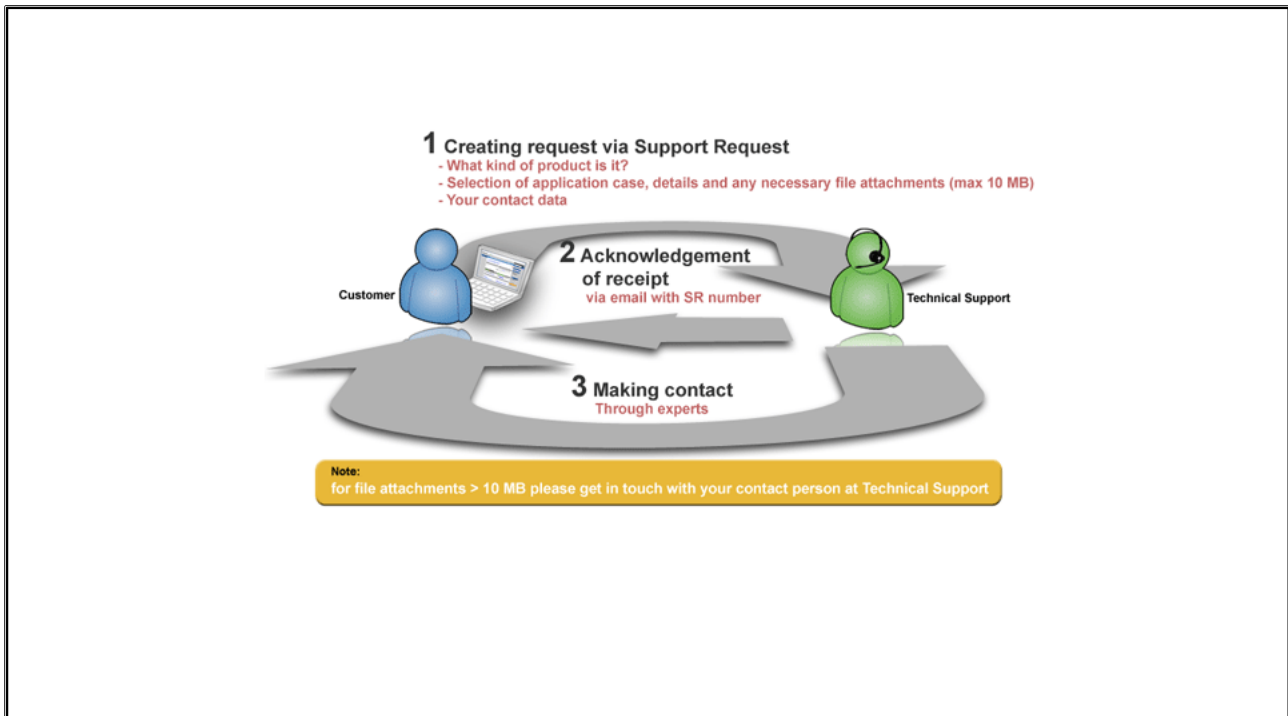 1 Creating request via Support Request
- What kind of product is it?
- Selection of application case, details and any necessary file attachments (max 10 MB)
- Your contact data
2 Acknowledgement
of receipt
via email with SR number
Customer
Technical Support
3 Making contact
Through experts
Note:
for file attachments > 10 MB please get in touch with your contact person at Technical Support